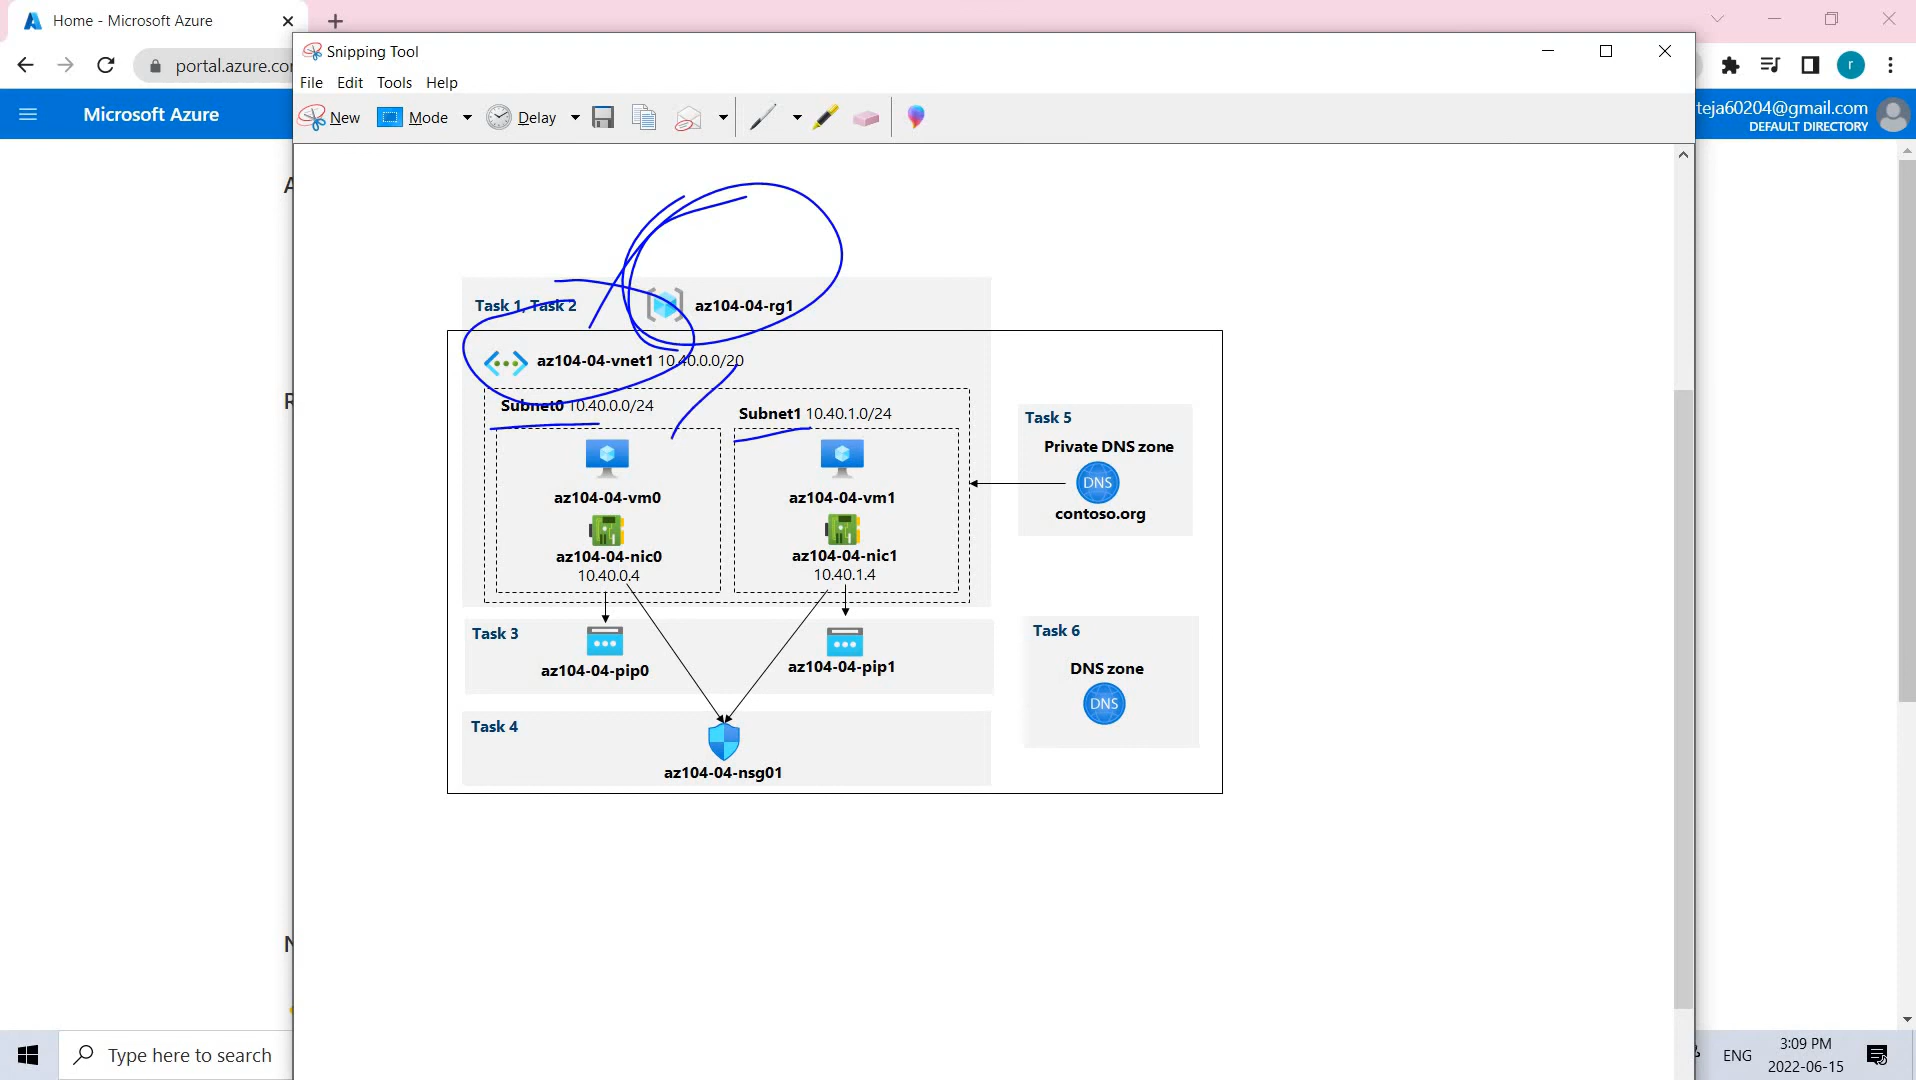 Home - Microsoft Azure
Snipping Tool
portal.azure.co
File Edit Tools Help
Microsoft Azure
New Mode Delay
teja60204@gmail.com
DEFAULT DIRECTORY
r
A
R
N
Task 1, Task 2
az104-04-rg1
az104-04-vnet1 10.40.0.0/20
Subnet0 10.40.0.0/24
Subnet1 10.40.1.0/24
az104-04-vm0
az104-04-vm1
az104-04-nic0
az104-04-nic1
10.40.0.4
10.40.1.4
Task 5
Private DNS zone
DNS
contoso.org
Task 3
az104-04-pip0
az104-04-pip1
Task 6
DNS zone
DNS
Task 4
az104-04-nsg01
Type here to search
ENG
3:09 PM
2022-06-15